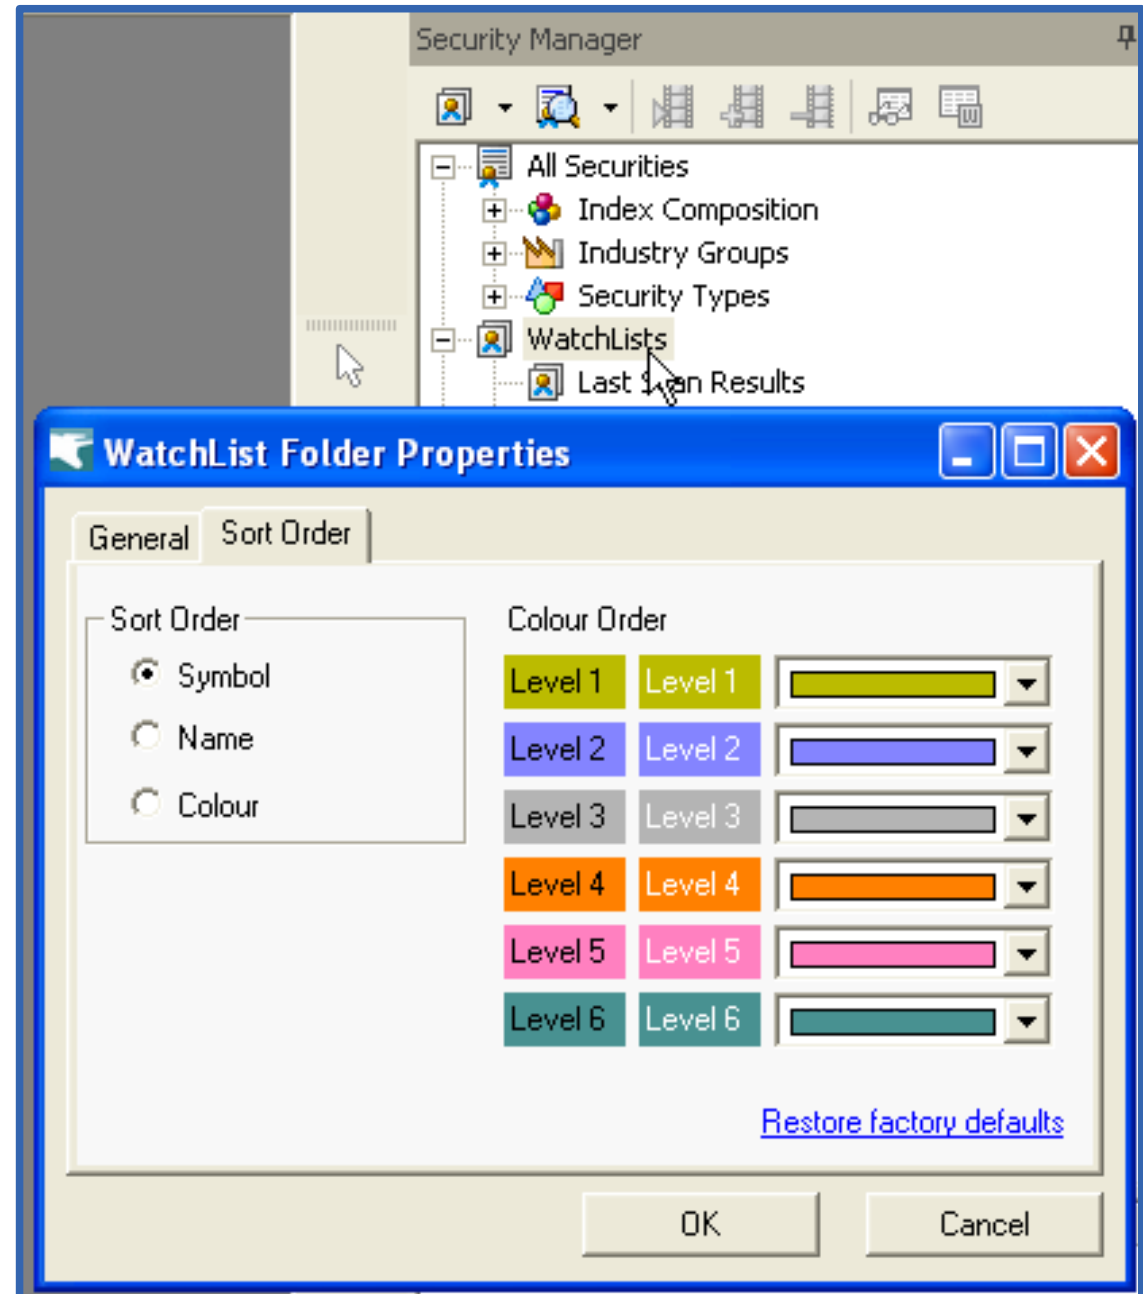 Security Manager
All Securities
Index Composition
Industry Groups
Security Types
WatchLists
Last Scan Results
WatchList Folder Properties
General Sort Order
Sort Order Colour Order
Symbol
Name
Colour
Level 1 Level 1
Level 2 Level 2
Level 3 Level 3
Level 4 Level 4
Level 5 Level 5
Level 6 Level 6
Restore factory defaults
OK Cancel